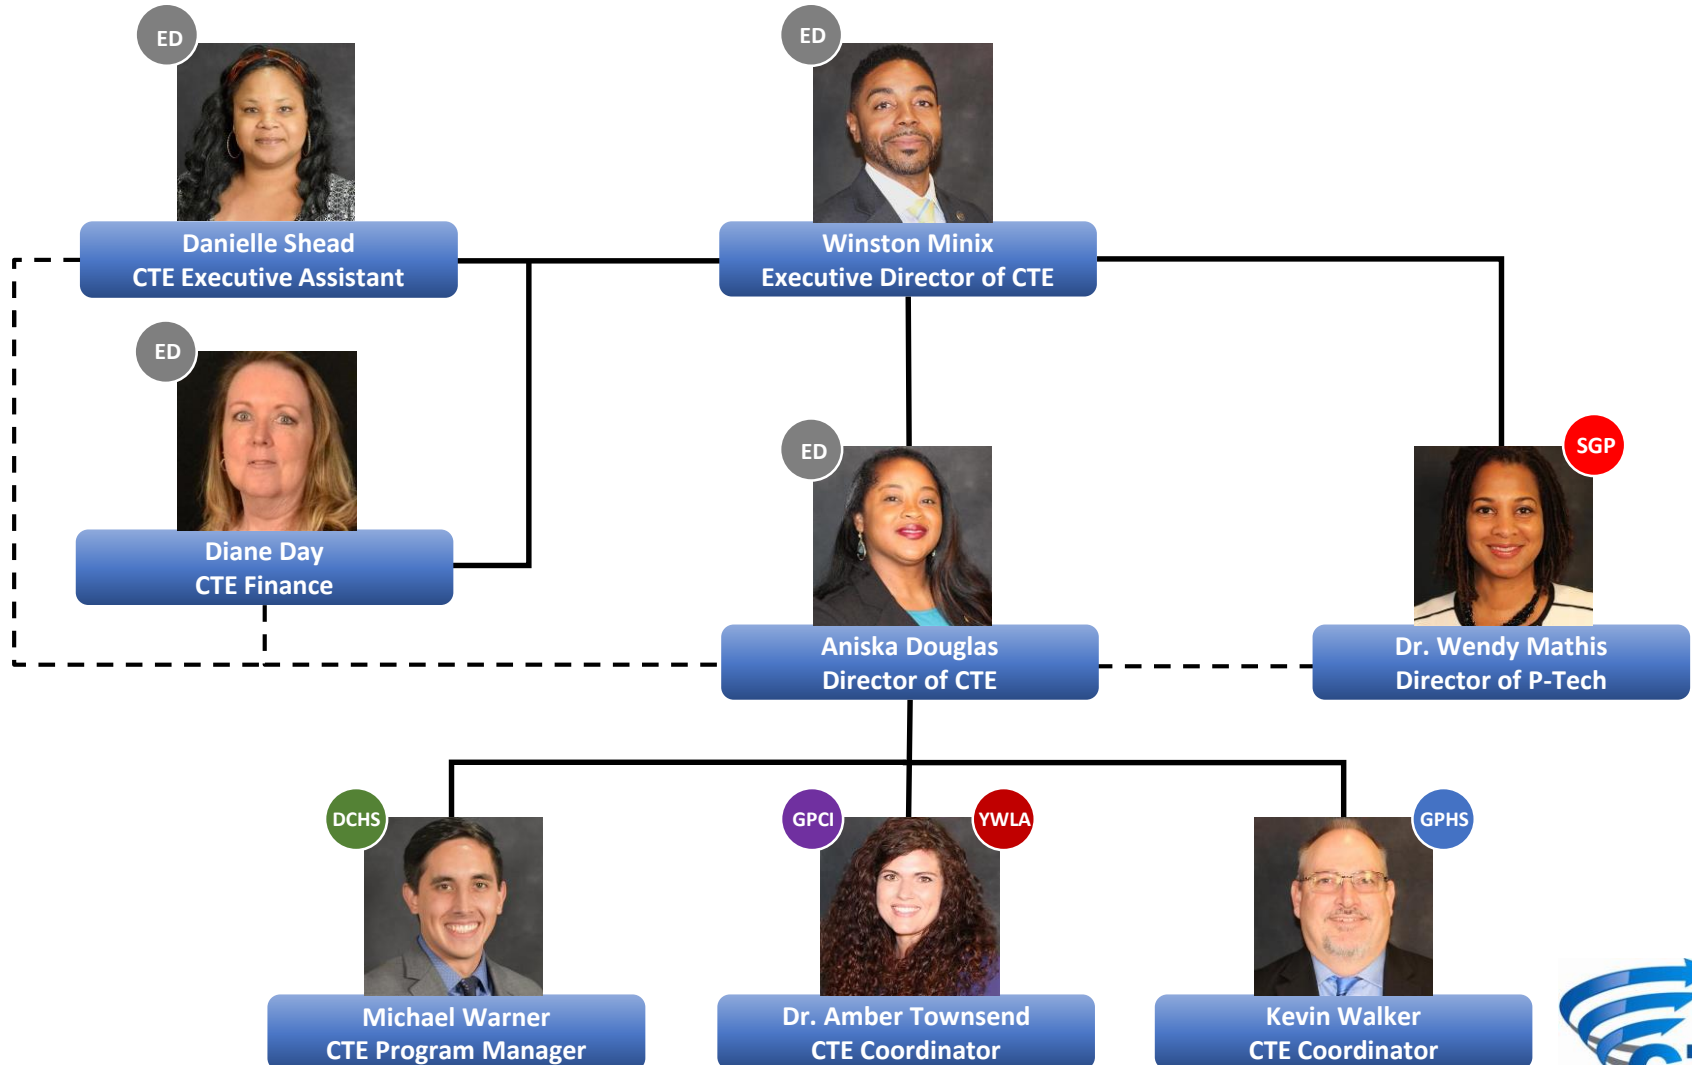 ED
ED
Danielle Shead
CTE Executive Assistant
Winston Minix
Executive Director of CTE
ED
Diane Day
CTE Finance
ED
SGP
Aniska Douglas
Director of CTE
Dr. Wendy Mathis
Director of P-Tech
DCHS
GPCI
YWLA
GPHS
Michael Warner
CTE Program Manager
Dr. Amber Townsend
CTE Coordinator
Kevin Walker
CTE Coordinator